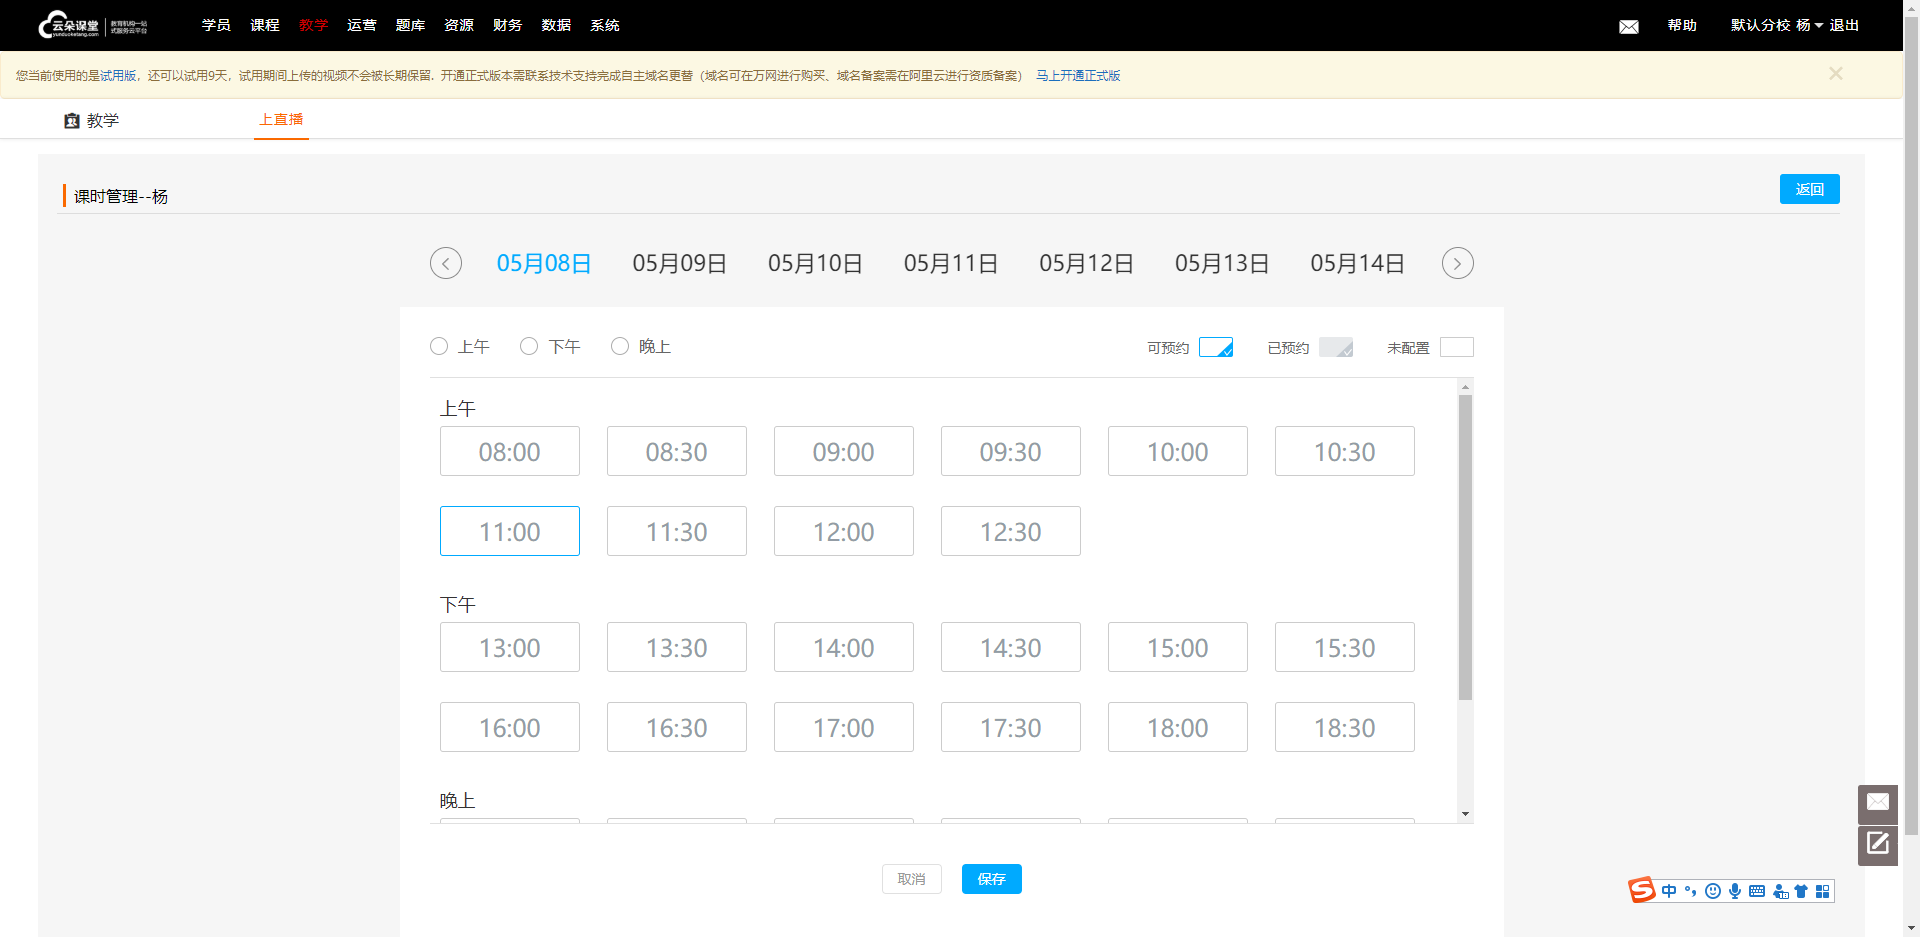 云朵课堂 教育机构一站
yunduoketang.com 式服务云平台
学员 课程 教学 运营 题库 资源 财务 数据 系统 帮助 默认分校 杨 退出
您当前使用的是试用版，还可以试用9天，试用期间上传的视频不会被长期保留. 开通正式版本需联系技术支持完成自主域名更替（域名可在万网进行购买、域名备案需在阿里云进行资质备案） 马上开通正式版
教学 上直播
课时管理--杨 返回
05月08日 05月09日 05月10日 05月11日 05月12日 05月13日 05月14日
上午 下午 晚上 可预约 已预约 未配置
上午
08:00 08:30 09:00 09:30 10:00 10:30
11:00 11:30 12:00 12:30
下午
13:00 13:30 14:00 14:30 15:00 15:30
16:00 16:30 17:00 17:30 18:00 18:30
晚上
取消 保存
S 中